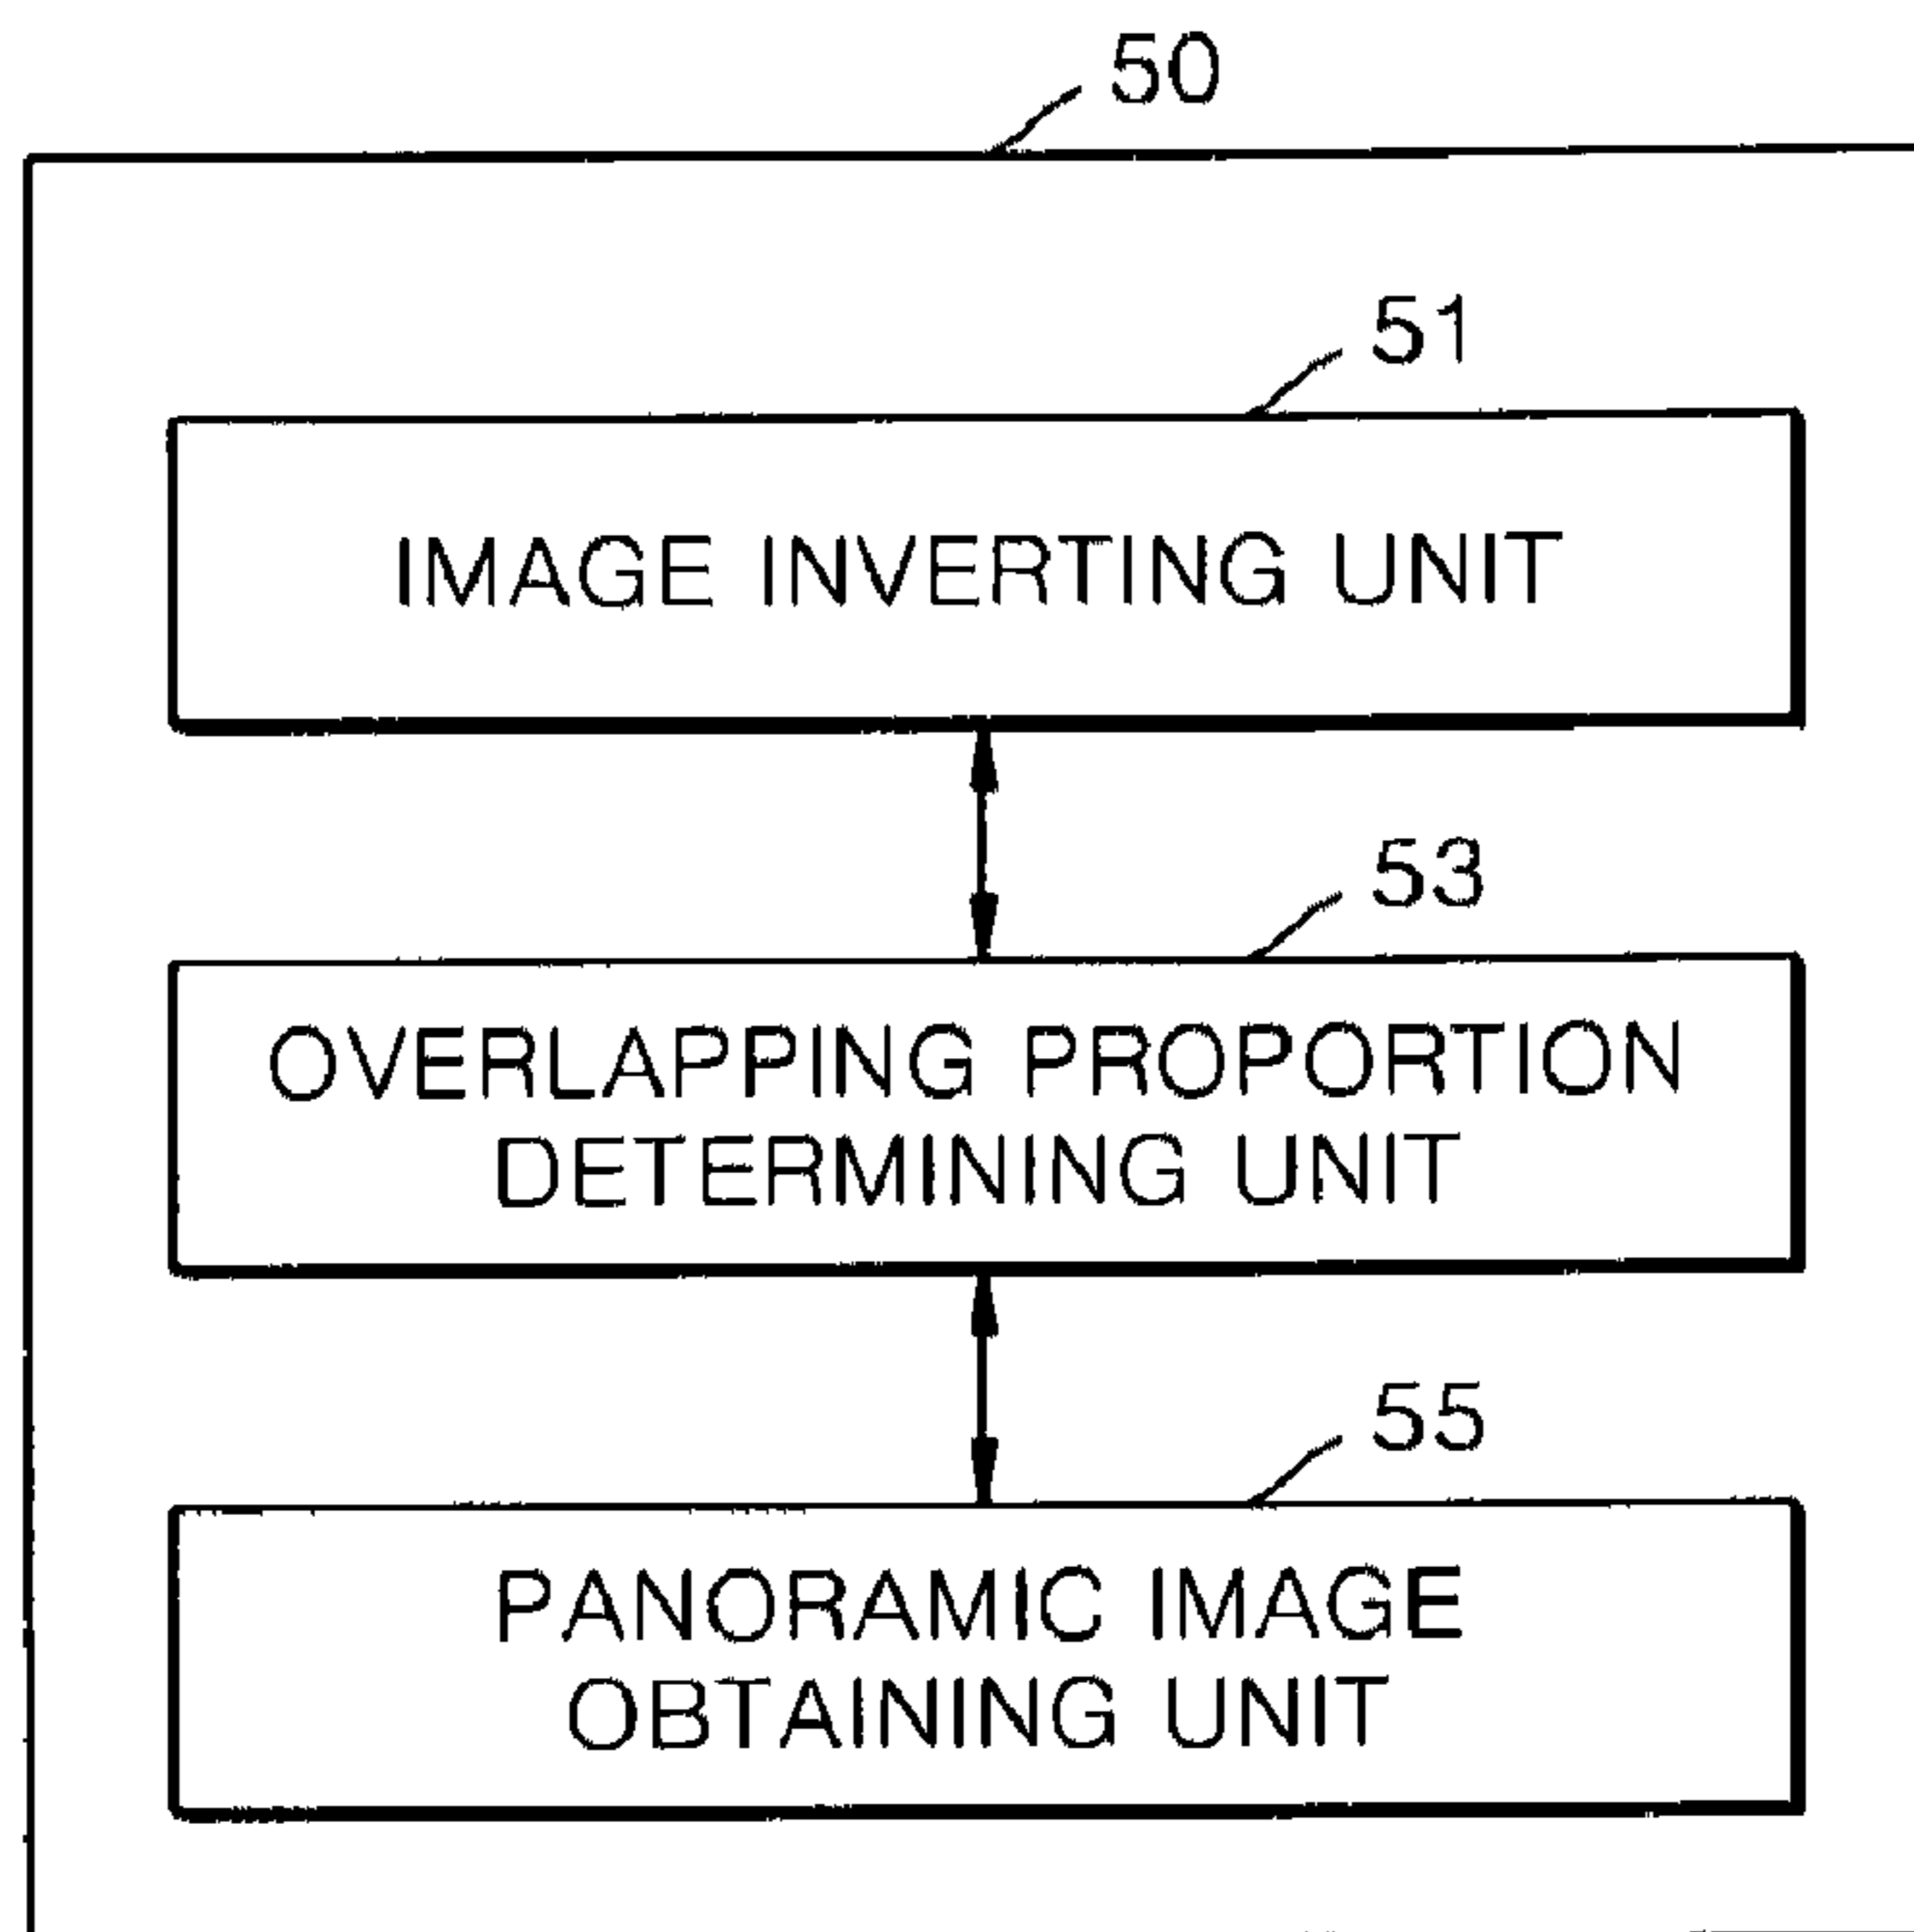 50
51
IMAGE INVERTING UNIT
53
OVERLAPPING PROPORTION
DETERMINING UNIT
55
PANORAMIC IMAGE
OBTAINING UNIT